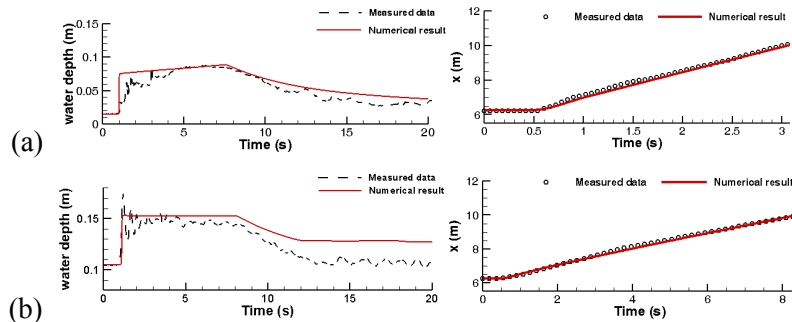 Measured data
Numerical result
water depth (m)
0.15
0.1
0.05
0
0 5 10 15 20
Time (s)
Measured data Numerical result
x (m)
12
10
8
6
0 0.5 1 1.5 2 2.5 3
Time (s)
(a)
Measured data
Numerical result
water depth (m)
0.15
0.1
0 5 10 15 20
Time (s)
Measured data Numerical result
x (m)
12
10
8
6
0 2 4 6 8
Time (s)
(b)